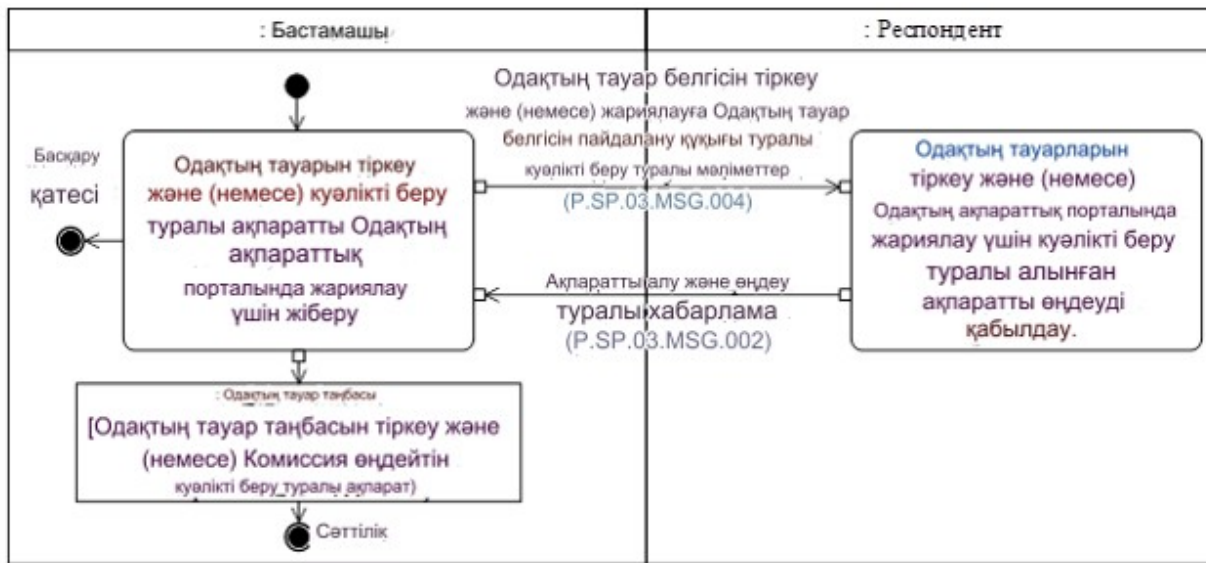 : Бастамашы
: Респондент
Одақтың тауар белгісін тіркеу
және (немесе) жариялауға Одақтың тауар
белгісін пайдалану құқығы туралы
куәлікті беру туралы мәліметтер
(P.SP.03.MSG.004)
Басқару
қатесі
Одақтың тауарын тіркеу
және (немесе) куәлікті беру
туралы ақпаратты Одақтың
ақпараттық
порталында жариялау
үшін жіберу
Одақтың тауарларын
тіркеу және (немесе)
Одақтың ақпараттық порталында
жариялау үшін куәлікті беру
туралы алынған
ақпаратты өңдеуді
қабылдау.
Ақпаратты алу және өңдеу
туралы хабарлама
(P.SP.03.MSG.002)
: Одақтың тауар таңбасы
[Одақтың тауар таңбасын тіркеу және
(немесе) Комиссия өңдейтін
куәлікті беру туралы ақпарат)
Сәттілік